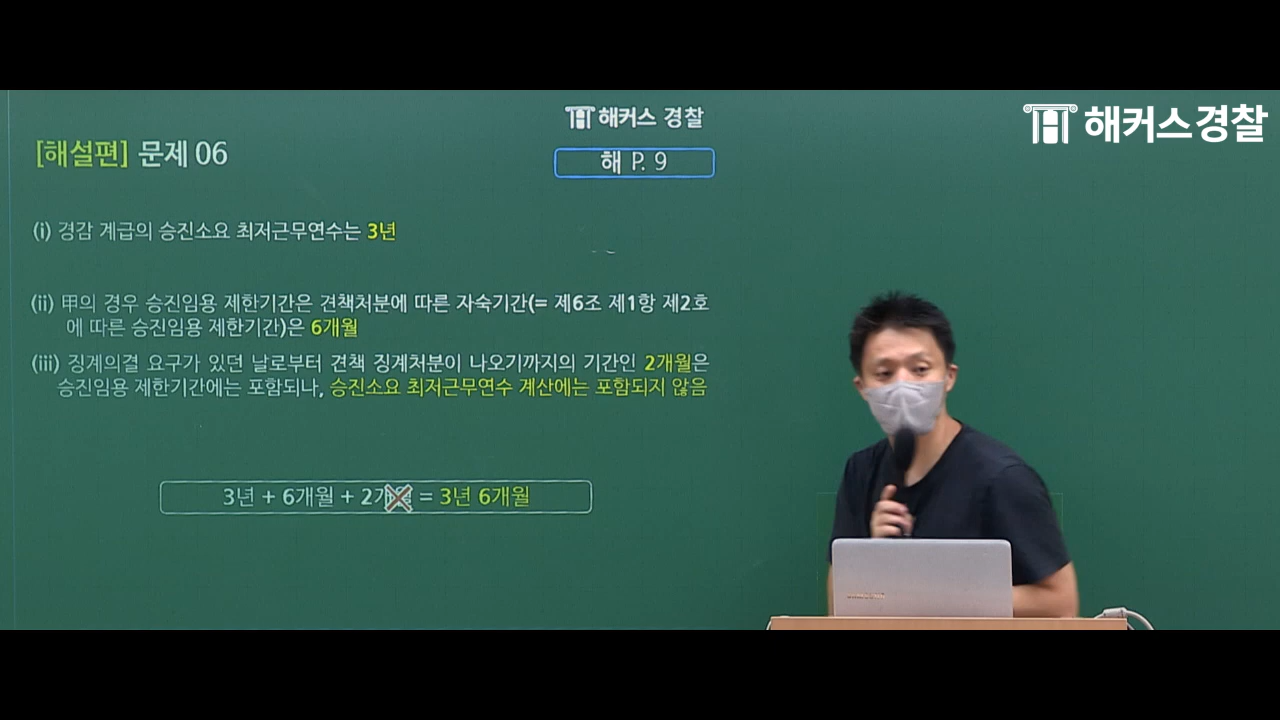 해커스 경찰
해커스경찰
[해설편] 문제 06
해 P. 9
(i) 경감 계급의 승진소요 최저근무연수는 3년
(ii) 甲의 경우 승진임용 제한기간은 견책처분에 따른 자숙기간(= 제6조 제1항 제2호
에 따른 승진임용 제한기간)은 6개월
(iii) 징계의결 요구가 있던 날로부터 견책 징계처분이 나오기까지의 기간인 2개월은
승진임용 제한기간에는 포함되나, 승진소요 최저근무연수 계산에는 포함되지 않음
3년 + 6개월 + 2개월 = 3년 6개월